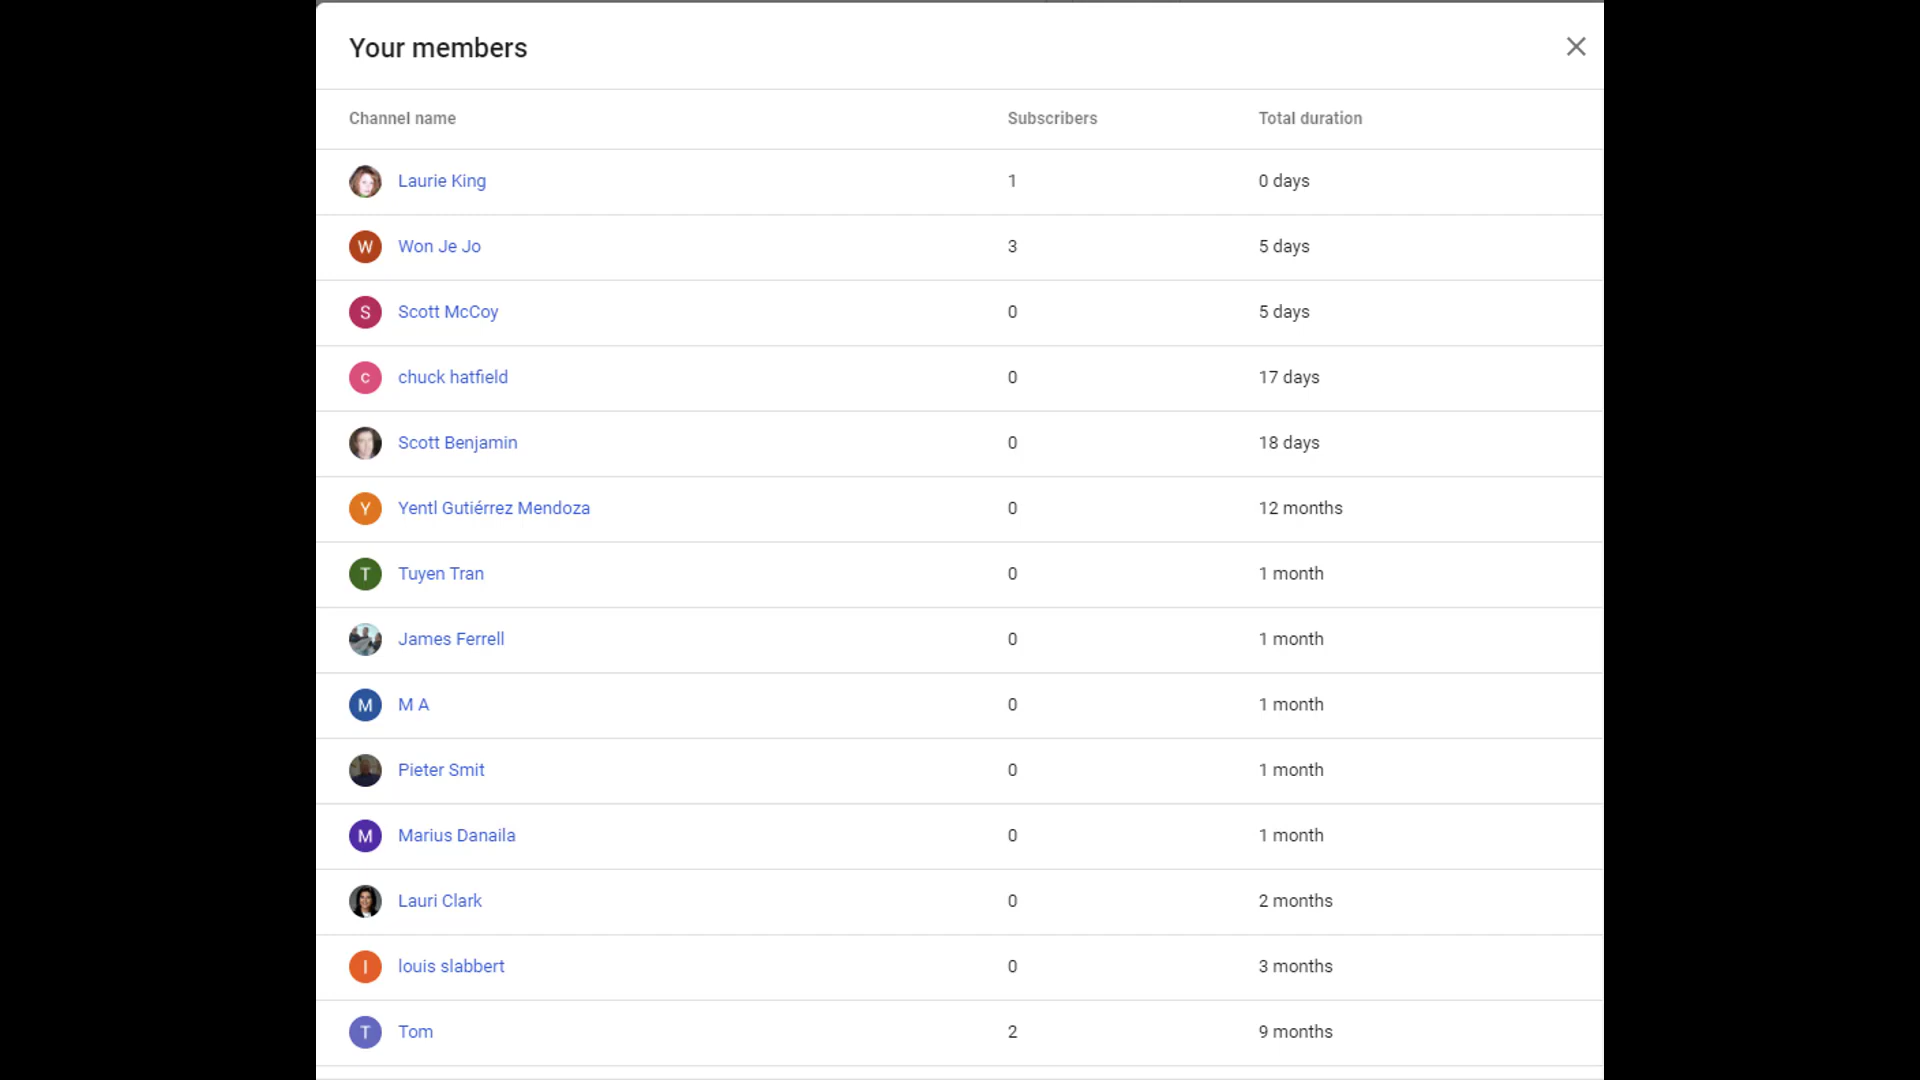 Your members
Channel name Subscribers Total duration
Laurie King 1 0 days
W Won Je Jo 3 5 days
S Scott McCoy 0 5 days
c chuck hatfield 0 17 days
Scott Benjamin 0 18 days
Y Yentl Gutiérrez Mendoza 0 12 months
T Tuyen Tran 0 1 month
James Ferrell 0 1 month
M M A 0 1 month
Pieter Smit 0 1 month
M Marius Danaila 0 1 month
Lauri Clark 0 2 months
l louis slabbert 0 3 months
T Tom 2 9 months